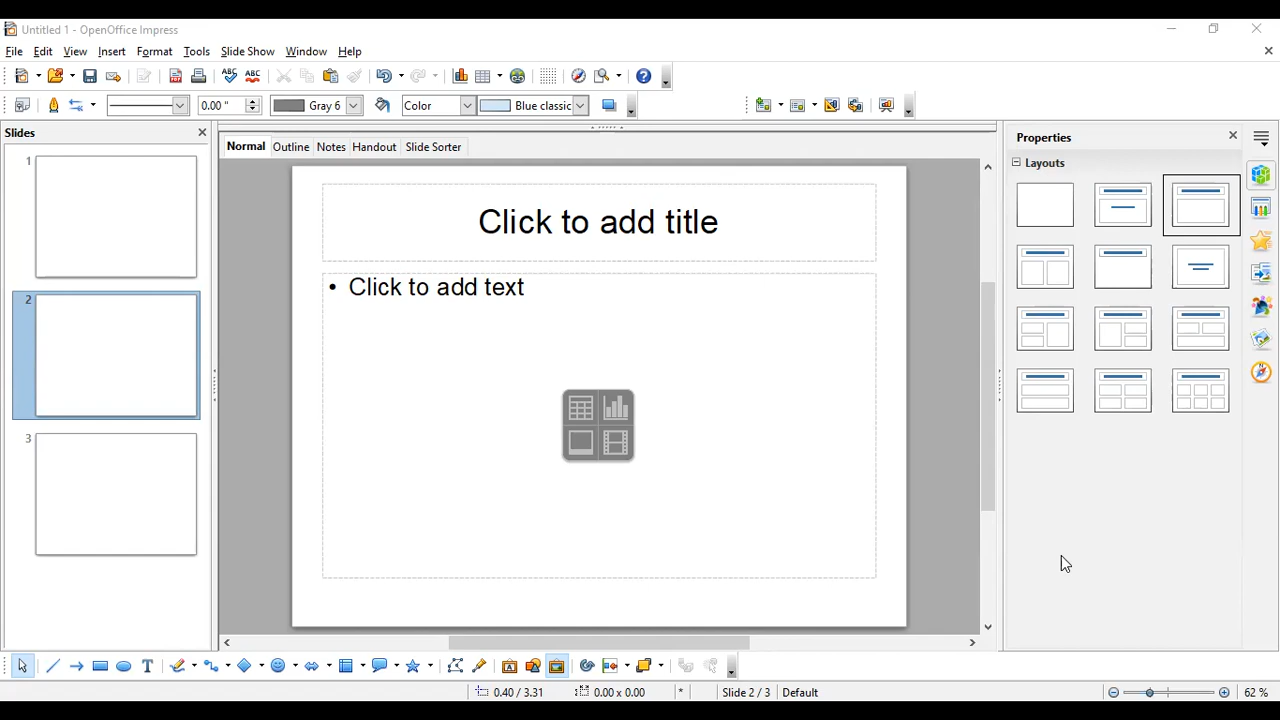 Untitled 1 - OpenOffice Impress
File Edit View Insert Format Tools Slide Show Window Help
0.00 " Gray 6 Color Blue classic
Slides
Normal Outline Notes Handout Slide Sorter
Properties
Layouts
1
2
3
Click to add title
• Click to add text
0.40 / 3.31 0.00 x 0.00 * Slide 2 / 3 Default 62 %